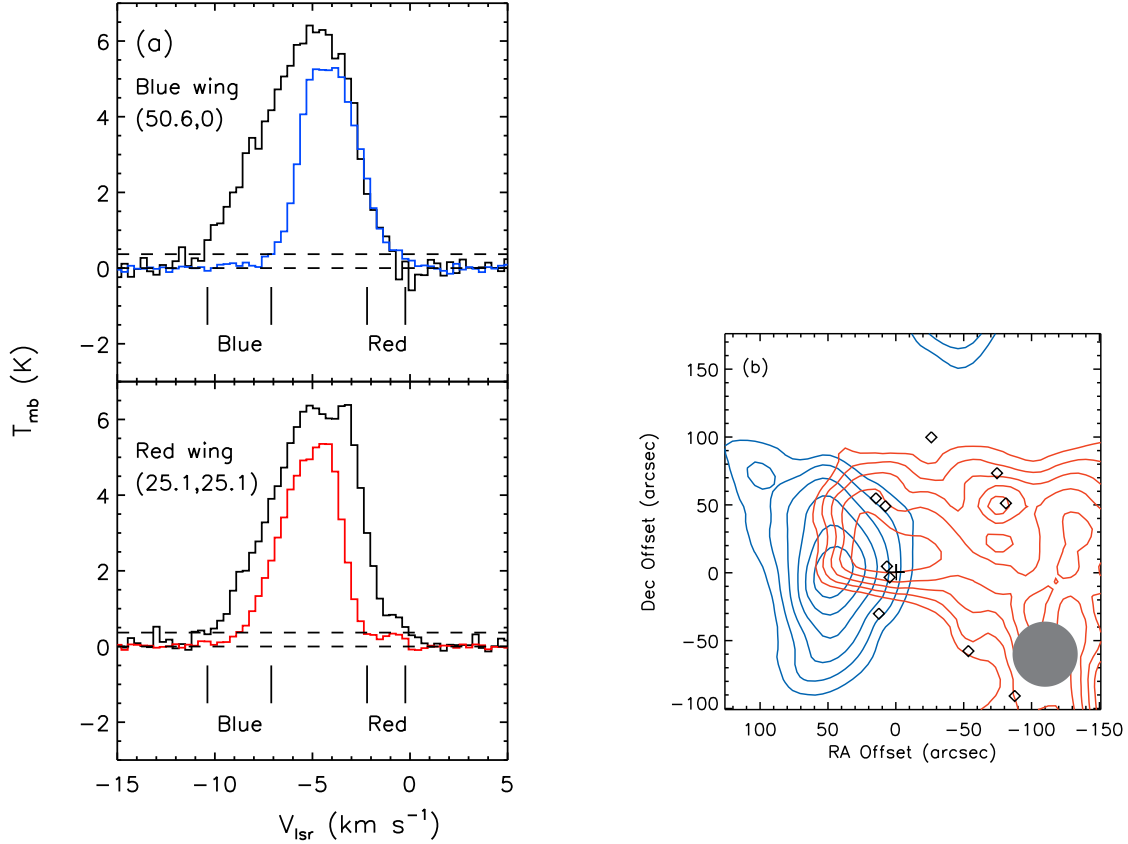 (a)
Blue wing
(50.6,0)
6
4
2
0
−2
Blue
Red
Red wing
(25.1,25.1)
6
4
2
0
−2
Blue
Red
T_mb (K)
−15
−10
−5
0
5
V_lsr (km s⁻¹)
(b)
150
100
50
0
−50
−100
Dec Offset (arcsec)
100
50
0
−50
−100
−150
RA Offset (arcsec)